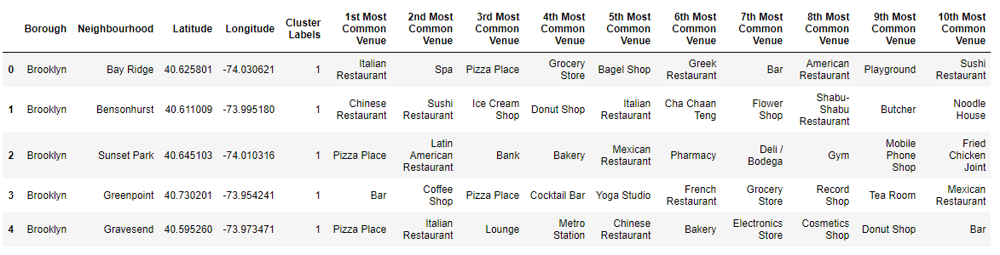 Borough Neighbourhood Latitude Longitude Cluster Labels 1st Most Common Venue 2nd Most Common Venue 3rd Most Common Venue 4th Most Common Venue 5th Most Common Venue 6th Most Common Venue 7th Most Common Venue 8th Most Common Venue 9th Most Common Venue 10th Most Common Venue
0 Brooklyn Bay Ridge 40.625801 -74.030621 1 Italian Restaurant Spa Pizza Place Grocery Store Bagel Shop Greek Restaurant Bar American Restaurant Playground Sushi Restaurant
1 Brooklyn Bensonhurst 40.611009 -73.995180 1 Chinese Restaurant Sushi Restaurant Ice Cream Shop Donut Shop Italian Restaurant Cha Chaan Teng Flower Shop Shabu-Shabu Restaurant Butcher Noodle House
2 Brooklyn Sunset Park 40.645103 -74.010316 1 Pizza Place Latin American Restaurant Bank Bakery Mexican Restaurant Pharmacy Deli / Bodega Gym Mobile Phone Shop Fried Chicken Joint
3 Brooklyn Greenpoint 40.730201 -73.954241 1 Bar Coffee Shop Pizza Place Cocktail Bar Yoga Studio French Restaurant Grocery Store Record Shop Tea Room Mexican Restaurant
4 Brooklyn Gravesend 40.595260 -73.973471 1 Pizza Place Italian Restaurant Lounge Metro Station Chinese Restaurant Bakery Electronics Store Cosmetics Shop Donut Shop Bar